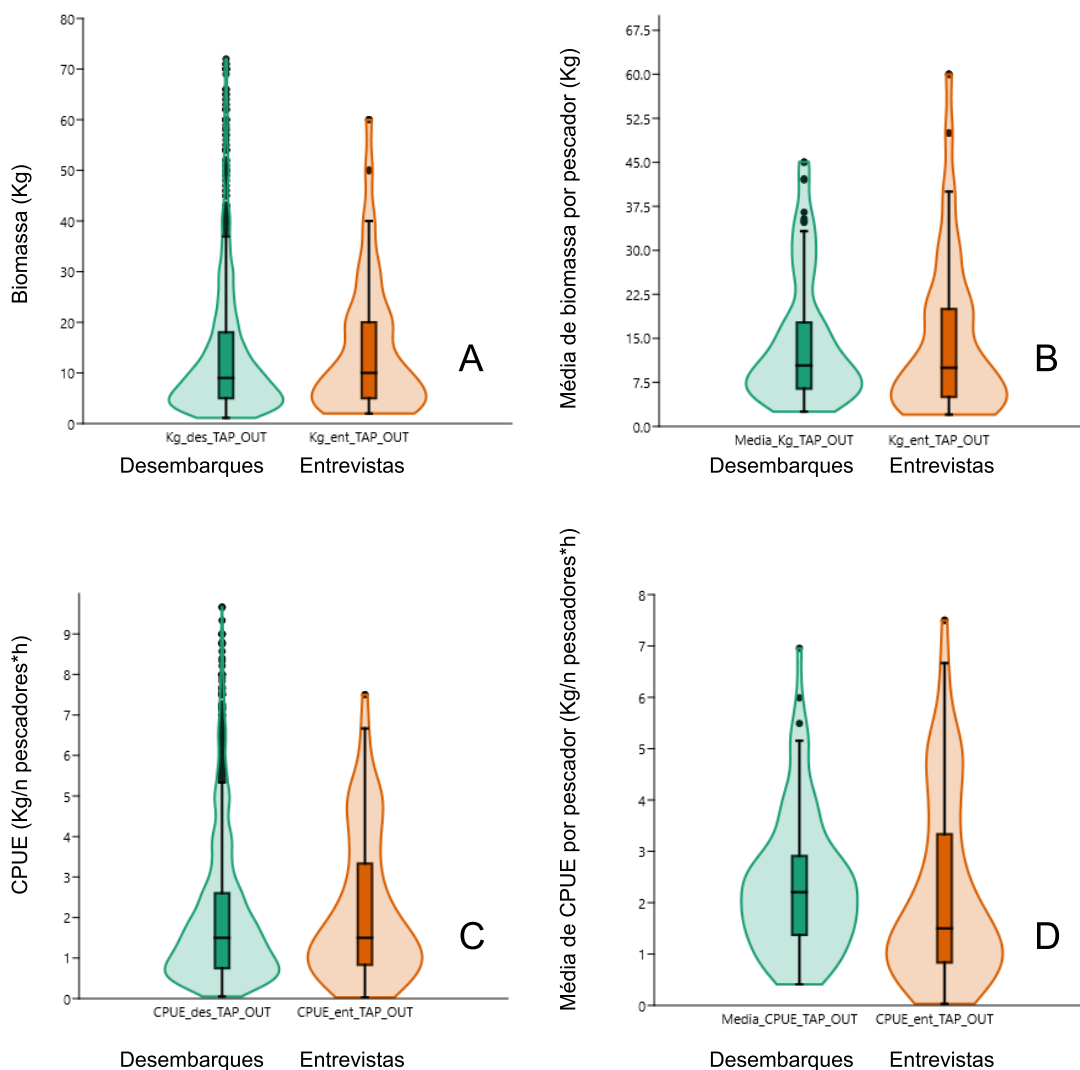 Biomassa (Kg)
80
70
60
50
40
30
20
10
0
Kg_des_TAP_OUT Kg_ent_TAP_OUT
Desembarques Entrevistas
A
Média de biomassa por pescador (Kg)
67.5
60.0
52.5
45.0
37.5
30.0
22.5
15.0
7.5
0.0
Media_Kg_TAP_OUT Kg_ent_TAP_OUT
Desembarques Entrevistas
B
CPUE (Kg/n pescadores*h)
9
8
7
6
5
4
3
2
1
0
CPUE_des_TAP_OUT CPUE_ent_TAP_OUT
Desembarques Entrevistas
C
Média de CPUE por pescador (Kg/n pescadores*h)
8
7
6
5
4
3
2
1
0
Media_CPUE_TAP_OUT CPUE_ent_TAP_OUT
Desembarques Entrevistas
D